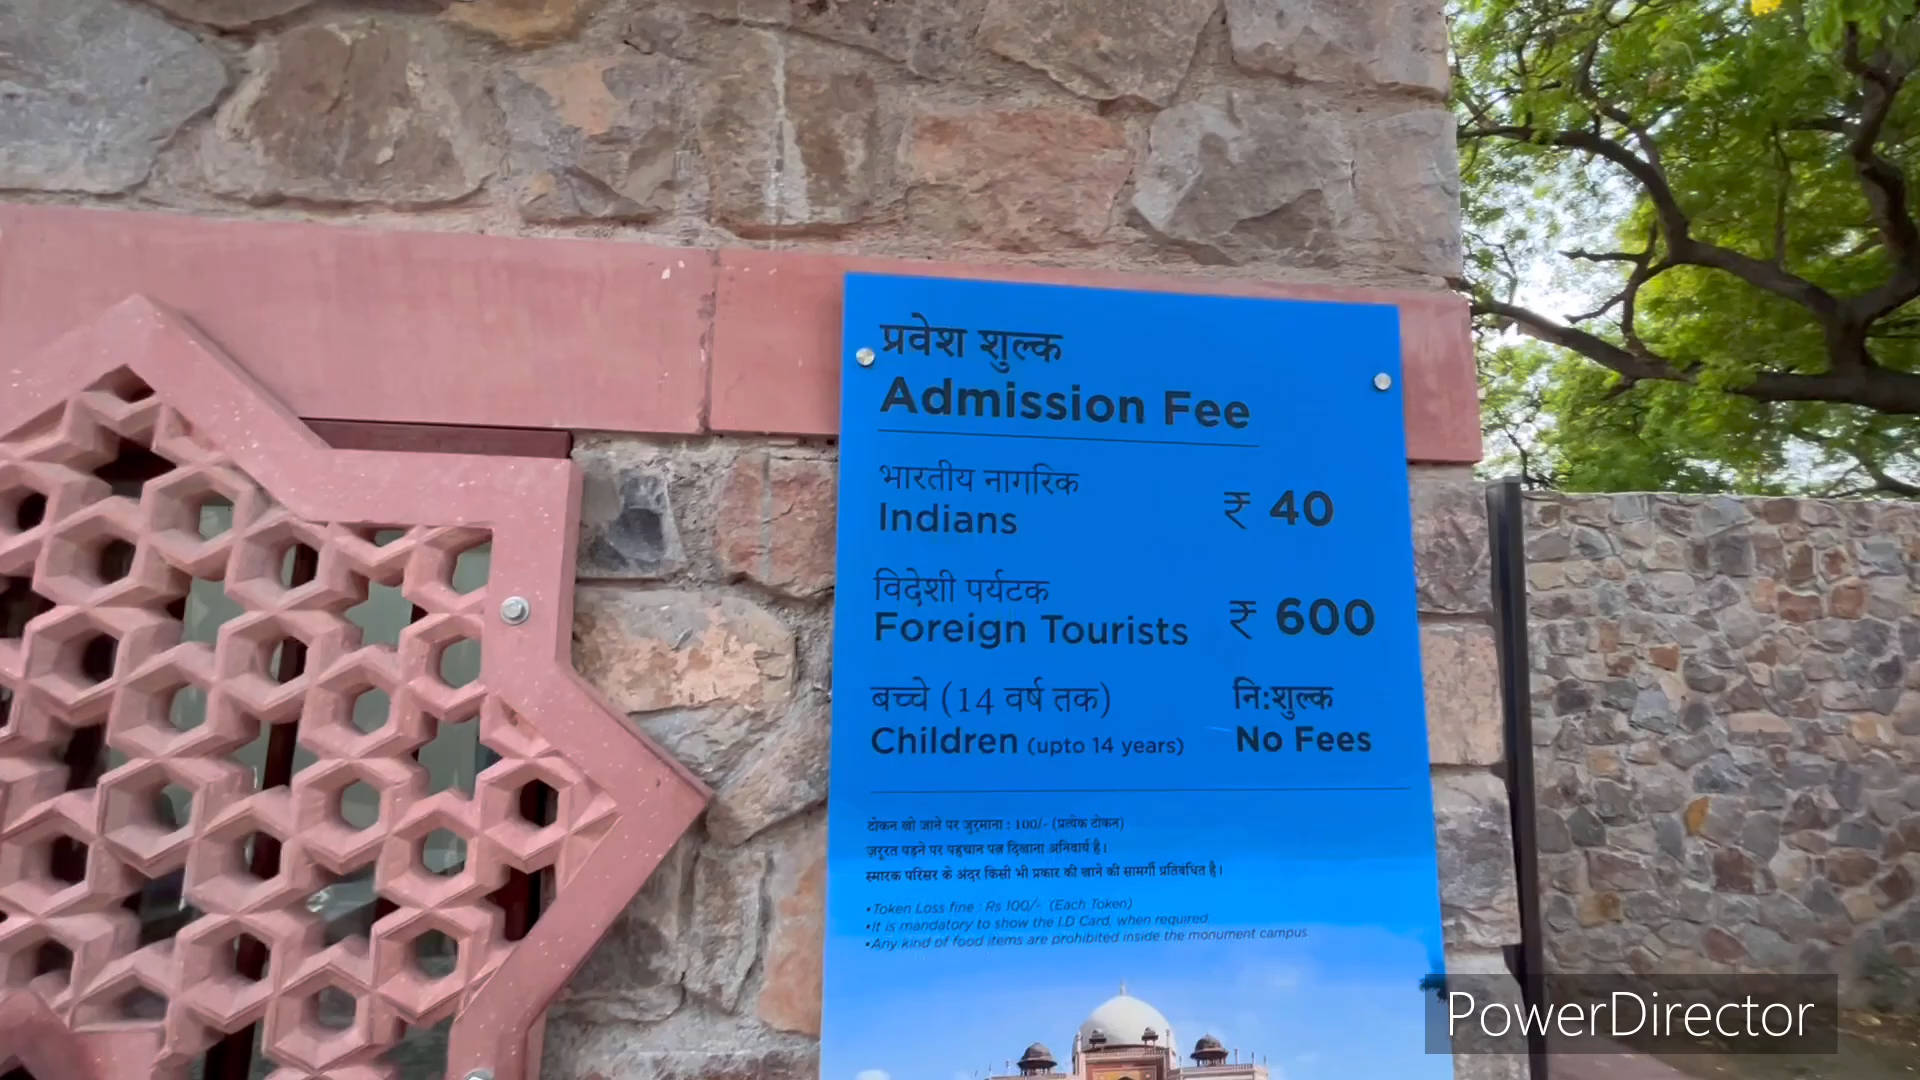 प्रवेश शुल्क
Admission Fee
भारतीय नागरिक
Indians
₹ 40
विदेशी पर्यटक
Foreign Tourists
₹ 600
बच्चे (14 वर्ष तक)
Children (upto 14 years)
नि:शुल्क
No Fees
टोकन खो जाने पर जुरमाना : 100/- (प्रत्येक टोकन)
ज़रूरत पड़ने पर पहचान पत्र दिखाना अनिवार्य है।
स्मारक परिसर के अंदर किसी भी प्रकार की खाने की सामग्री प्रतिबंधित है।
•Token Loss fine : Rs 100/- (Each Token)
•It is mandatory to show the I.D Card, when required.
•Any kind of food items are prohibited inside the monument campus.
PowerDirector